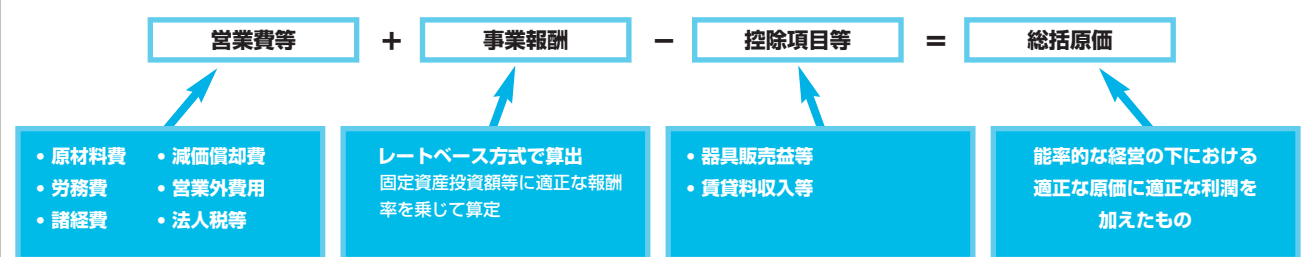 営業費等 + 事業報酬 − 控除項目等 = 総括原価
• 原材料費 • 減価償却費
• 労務費 • 営業外費用
• 諸経費 • 法人税等
レートベース方式で算出
固定資産投資額等に適正な報酬
率を乗じて算定
• 器具販売益等
• 賃貸料収入等
能率的な経営の下における
適正な原価に適正な利潤を
加えたもの